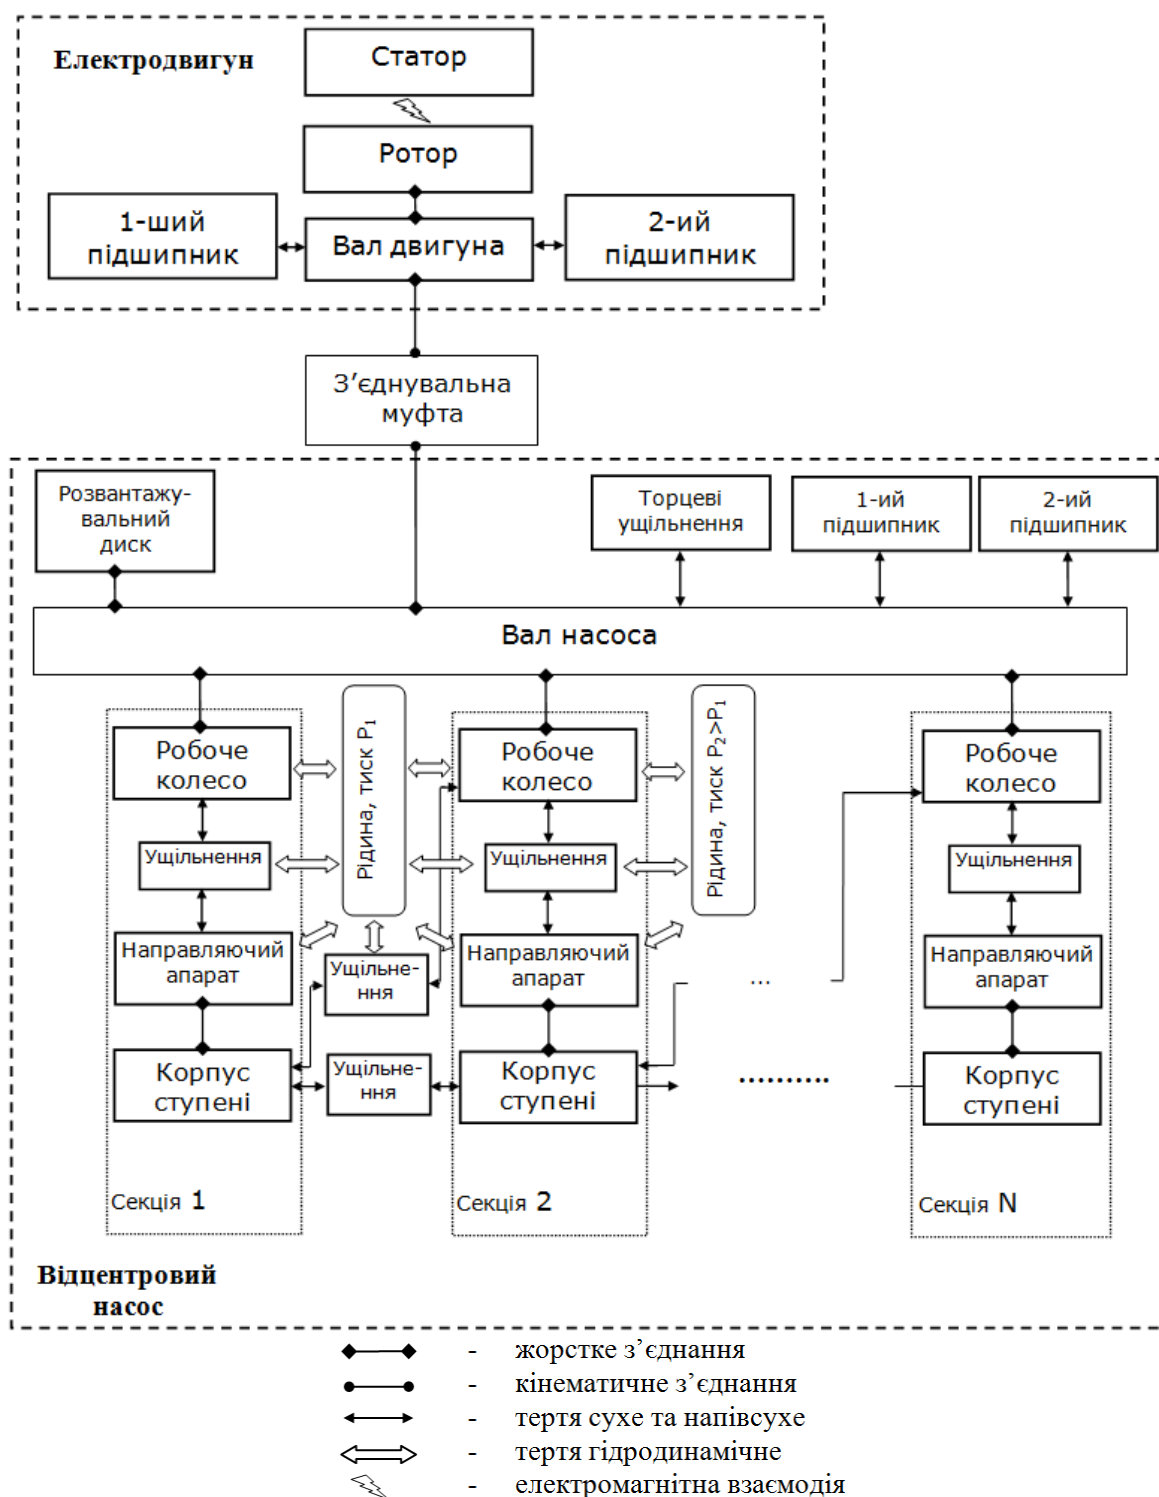 Електродвигун
Статор
Ротор
1-ший
підшипник
Вал двигуна
2-ий
підшипник
З’єднувальна
муфта
Розвантажу-
вальний
диск
Торцеві
ущільнення
1-ий
підшипник
2-ий
підшипник
Вал насоса
Робоче
колесо
Рідина, тиск P₁
Робоче
колесо
Рідина, тиск P₂>P₁
Робоче
колесо
Ущільнення
Ущільнення
Ущільнення
Направляючий
апарат
Ущільне-
ння
Направляючий
апарат
...
Направляючий
апарат
Корпус
ступені
Ущільне-
ння
Корпус
ступені
..........
Корпус
ступені
Секція 1
Секція 2
Секція N
Відцентровий
насос
- жорстке з’єднання
- кінематичне з’єднання
- тертя сухе та напівсухе
- тертя гідродинамічне
- електромагнітна взаємодія